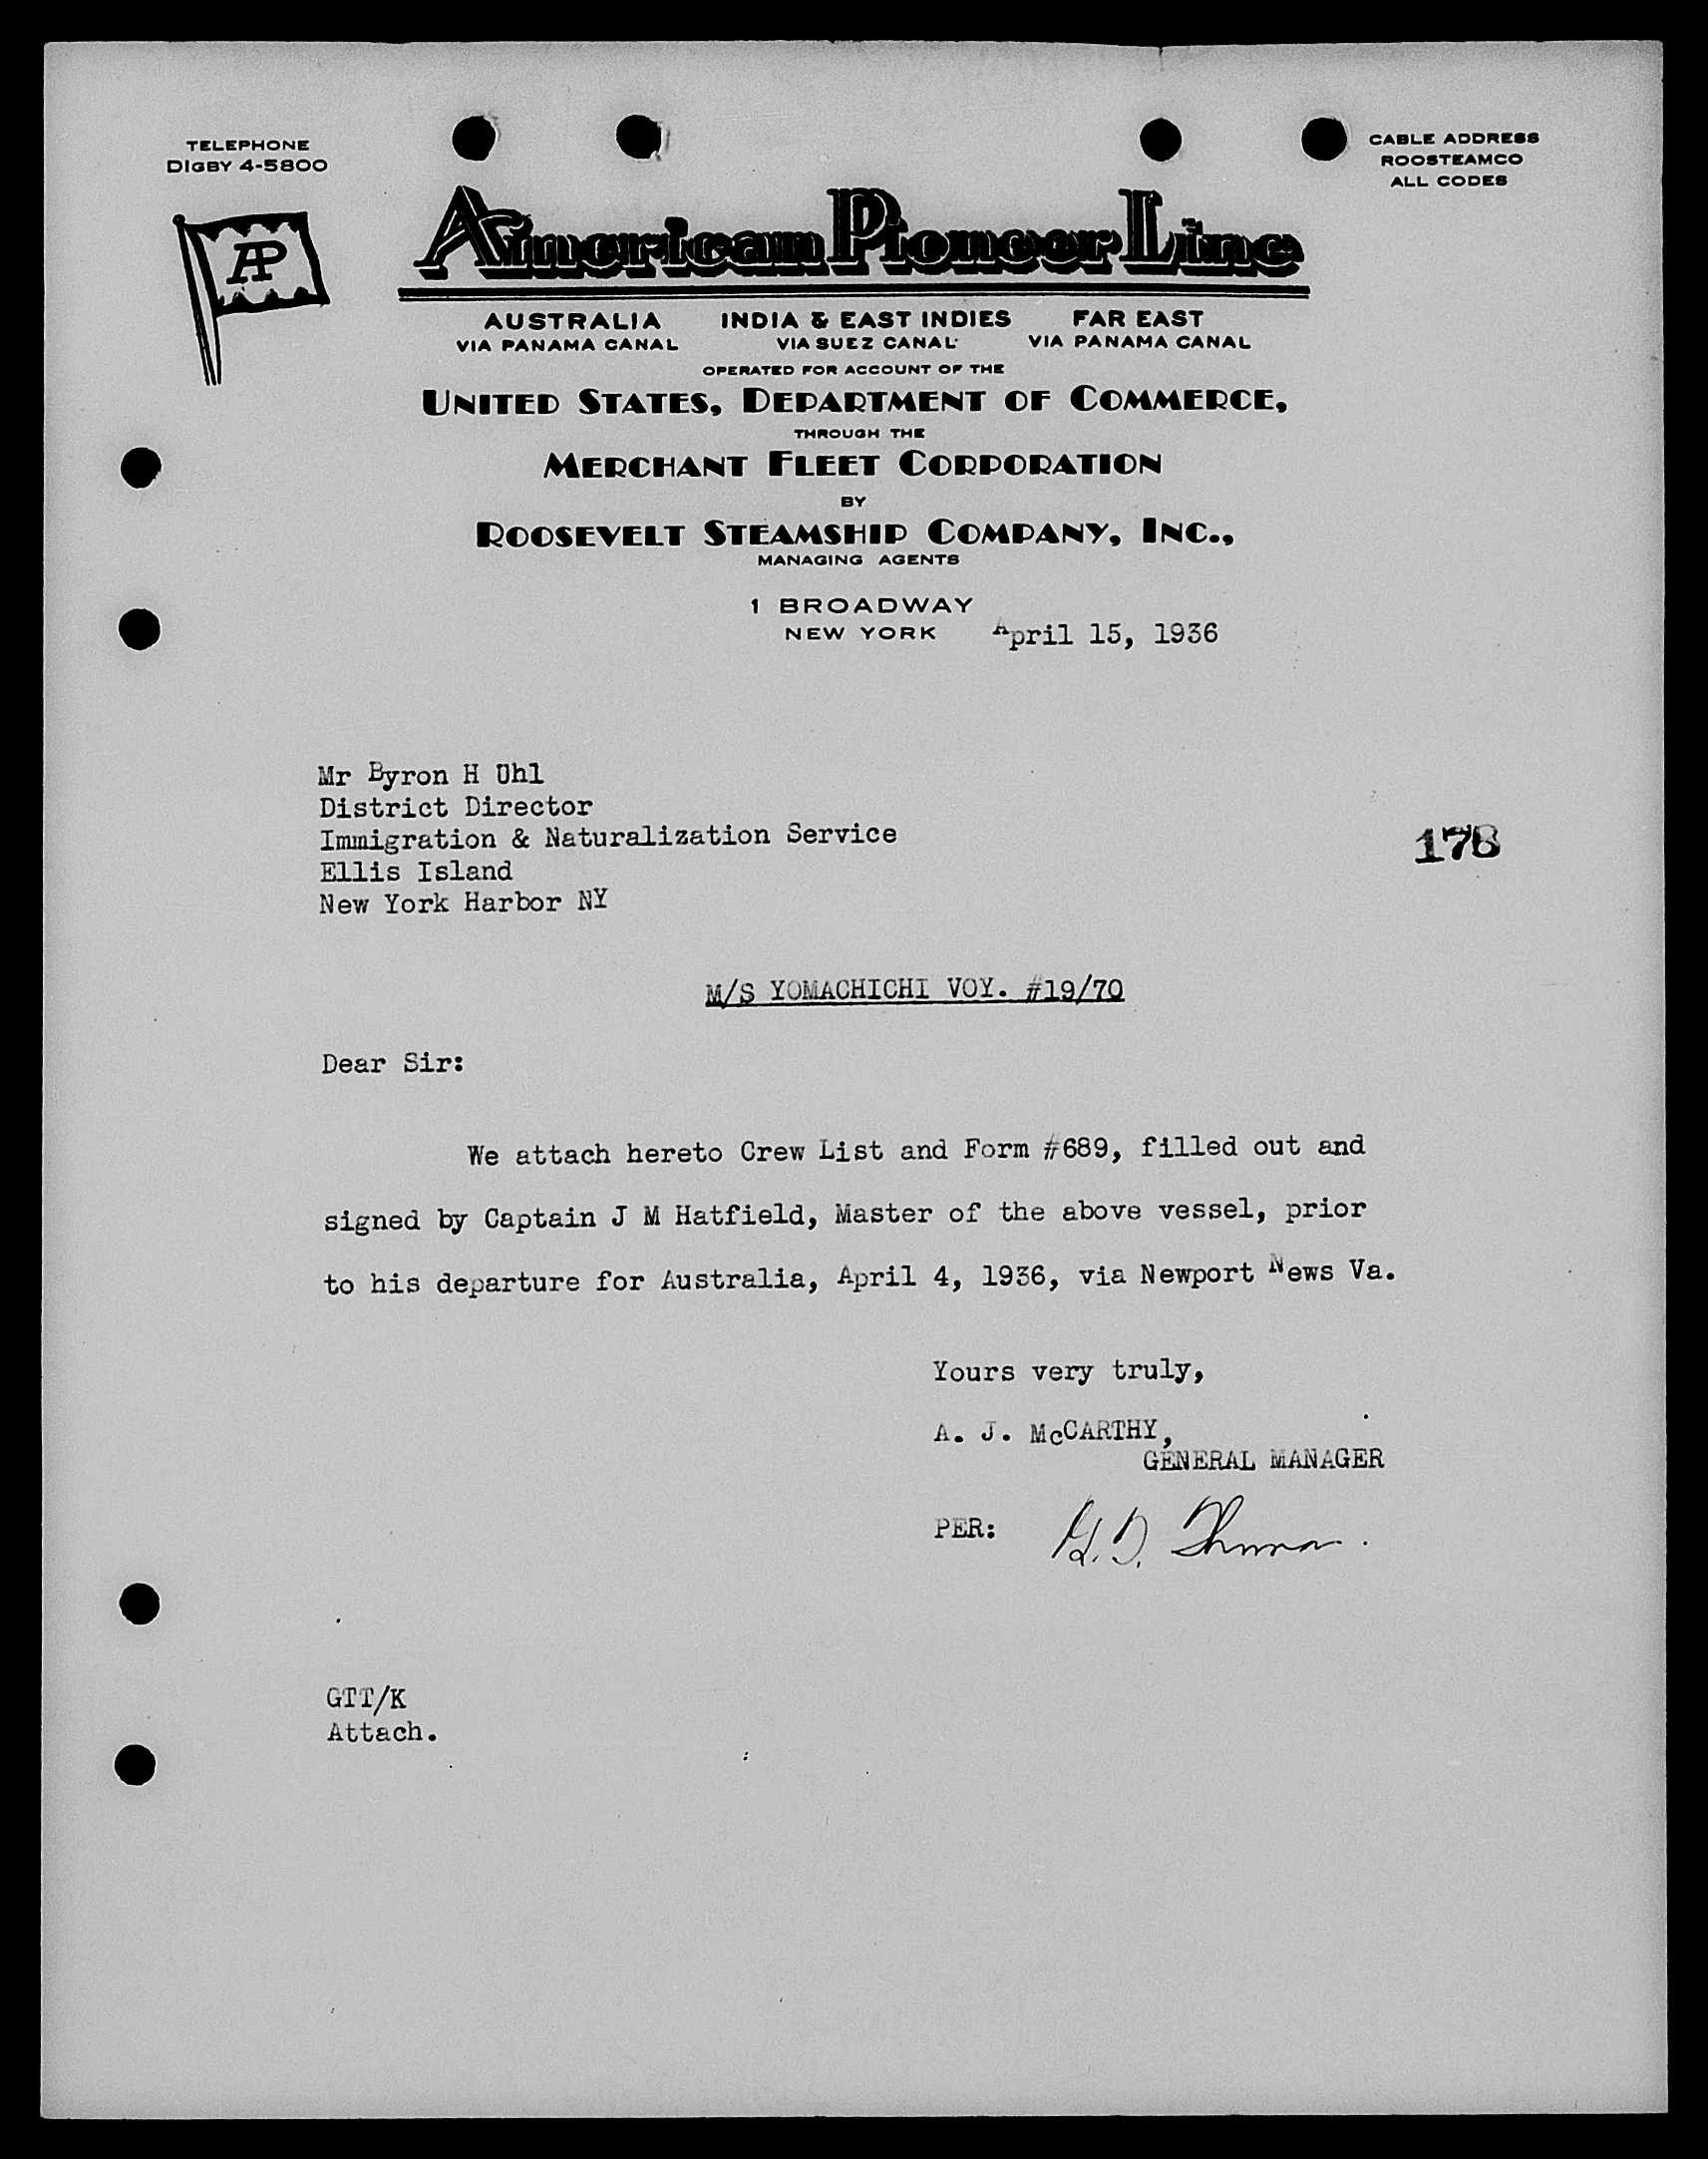 TELEPHONE
DIGBY 4-5800
CABLE ADDRESS
ROOSTEAMCO
ALL CODES
AP
American Pioneer Line
AUSTRALIA
VIA PANAMA CANAL
INDIA & EAST INDIES
VIA SUEZ CANAL
FAR EAST
VIA PANAMA CANAL
OPERATED FOR ACCOUNT OF THE
UNITED STATES, DEPARTMENT OF COMMERCE,
THROUGH THE
MERCHANT FLEET CORPORATION
BY
ROOSEVELT STEAMSHIP COMPANY, INC.,
MANAGING AGENTS
1 BROADWAY
NEW YORK April 15, 1936
Mr Byron H Uhl
District Director
Immigration & Naturalization Service
Ellis Island
New York Harbor NY
178
M/S YOMACHICHI VOY. #19/70
Dear Sir:
We attach hereto Crew List and Form #689, filled out and
signed by Captain J M Hatfield, Master of the above vessel, prior
to his departure for Australia, April 4, 1936, via Newport News Va.
Yours very truly,
A. J. McCARTHY,
GENERAL MANAGER
PER:
GTT/K
Attach.